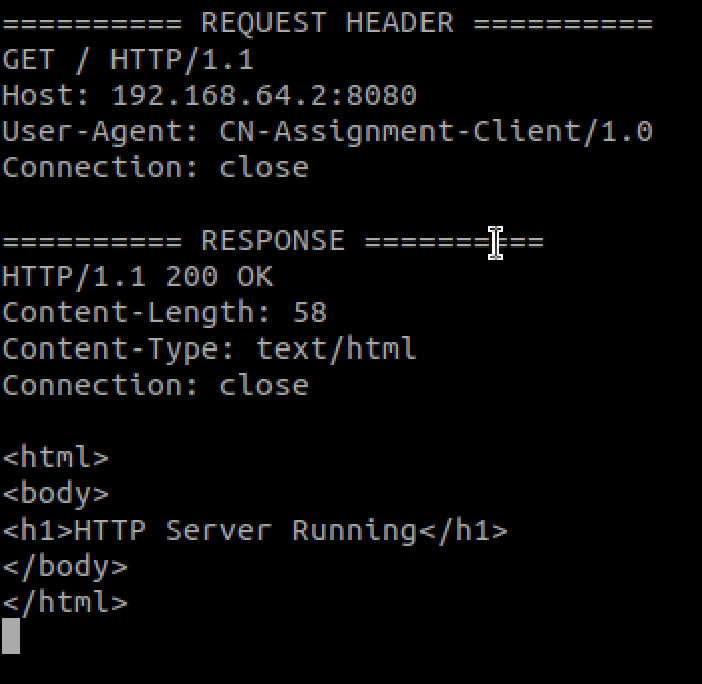 ========== REQUEST HEADER ==========
GET / HTTP/1.1
Host: 192.168.64.2:8080
User-Agent: CN-Assignment-Client/1.0
Connection: close
========== RESPONSE ==========
HTTP/1.1 200 OK
Content-Length: 58
Content-Type: text/html
Connection: close
<html>
<body>
<h1>HTTP Server Running</h1>
</body>
</html>